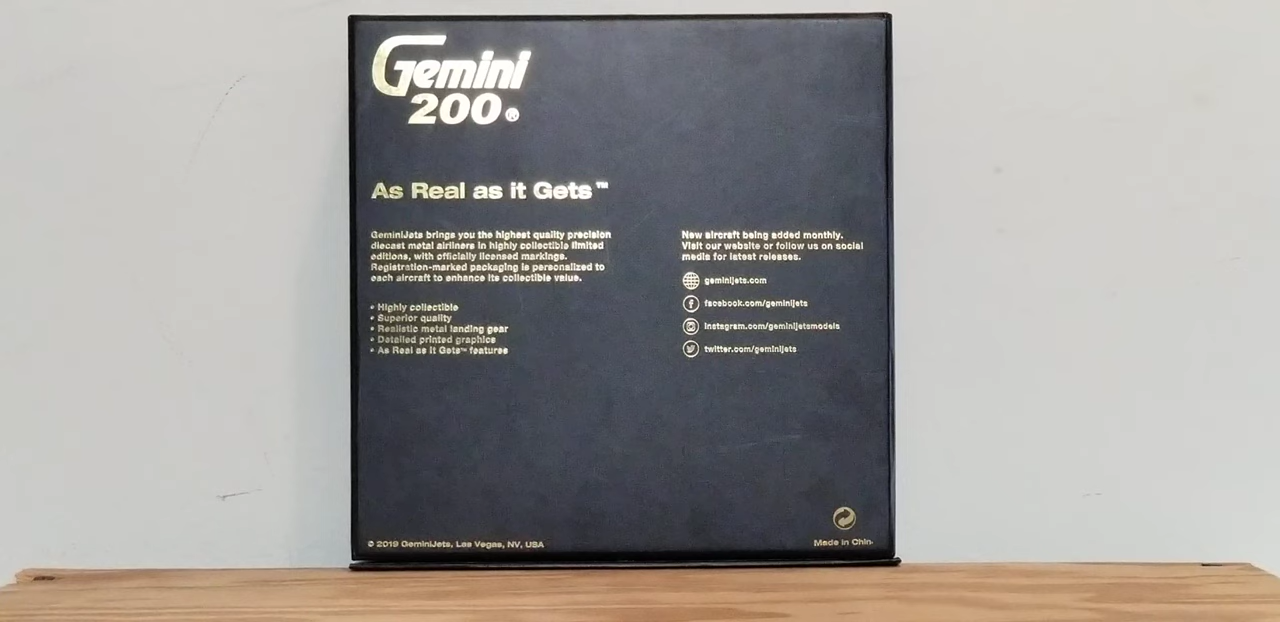 Gemini
200®
As Real as it Gets™
GeminiJets brings you the highest quality precision
diecast metal airliners in highly collectible limited
editions, with officially licensed markings.
Registration-marked packaging is personalized to
each aircraft to enhance its collectible value.
• Highly collectible
• Superior quality
• Realistic metal landing gear
• Detailed printed graphics
• As Real as it Gets™ features
New aircraft being added monthly.
Visit our website or follow us on social
media for latest releases.
geminijets.com
facebook.com/geminijets
instagram.com/geminijetsmodels
twitter.com/geminijets
© 2019 GeminiJets, Las Vegas, NV, USA
Made in Chin